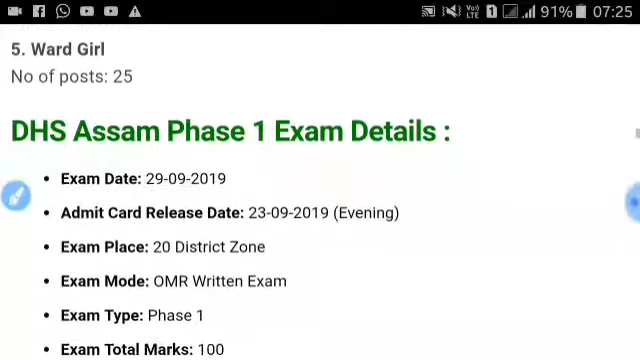 91% 07:25
5. Ward Girl
No of posts: 25
DHS Assam Phase 1 Exam Details :
• Exam Date: 29-09-2019
• Admit Card Release Date: 23-09-2019 (Evening)
• Exam Place: 20 District Zone
• Exam Mode: OMR Written Exam
• Exam Type: Phase 1
• Exam Total Marks: 100